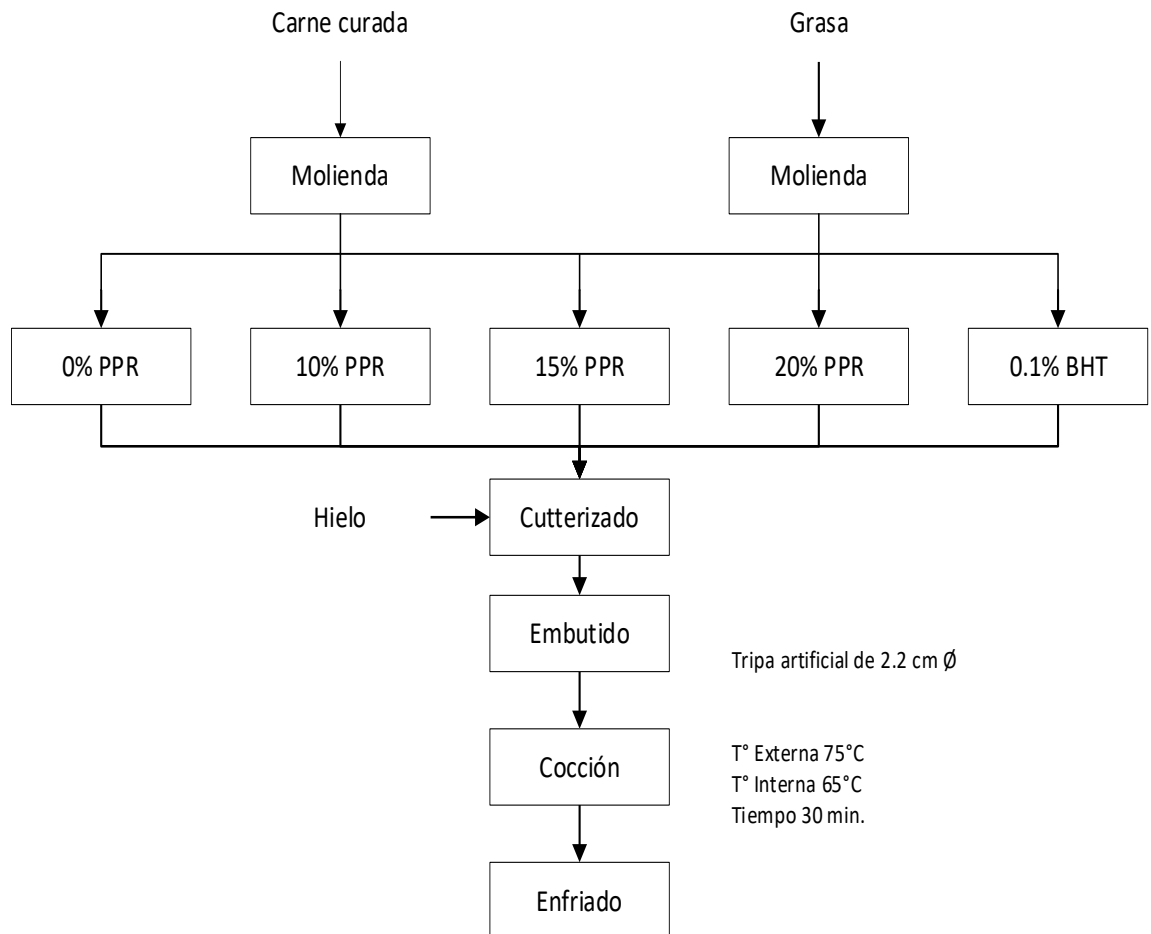 Carne curada
Grasa
Molienda
Molienda
0% PPR
10% PPR
15% PPR
20% PPR
0.1% BHT
Hielo
Cutterizado
Embutido
Tripa artificial de 2.2 cm Ø
Cocción
T° Externa 75°C
T° Interna 65°C
Tiempo 30 min.
Enfriado